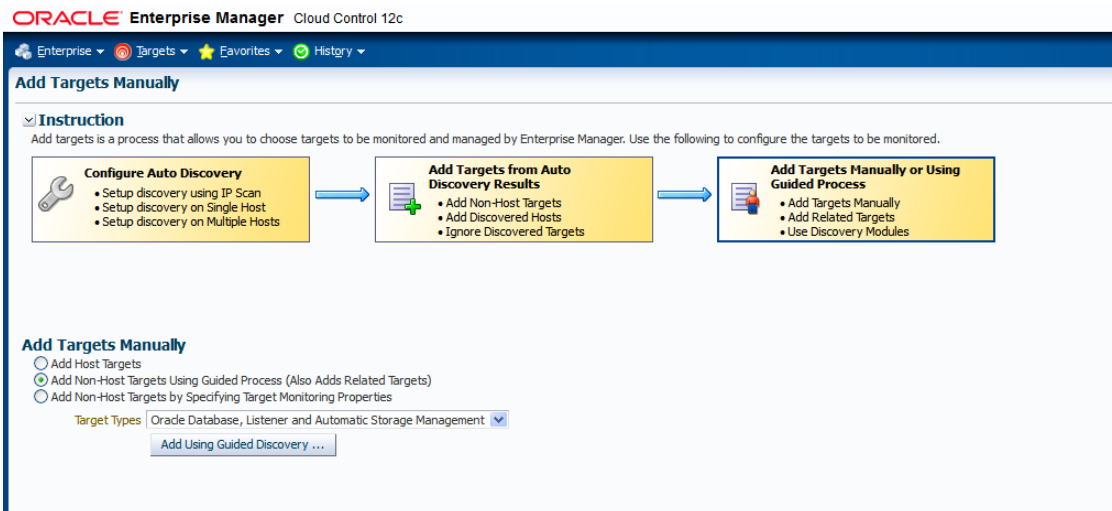 ORACLE Enterprise Manager Cloud Control 12c
Enterprise Targets Favorites History
Add Targets Manually
Instruction
Add targets is a process that allows you to choose targets to be monitored and managed by Enterprise Manager. Use the following to configure the targets to be monitored.
Configure Auto Discovery
• Setup discovery using IP Scan
• Setup discovery on Single Host
• Setup discovery on Multiple Hosts
Add Targets from Auto
Discovery Results
• Add Non-Host Targets
• Add Discovered Hosts
• Ignore Discovered Targets
Add Targets Manually or Using
Guided Process
• Add Targets Manually
• Add Related Targets
• Use Discovery Modules
Add Targets Manually
Add Host Targets
Add Non-Host Targets Using Guided Process (Also Adds Related Targets)
Add Non-Host Targets by Specifying Target Monitoring Properties
Target Types Oracle Database, Listener and Automatic Storage Management
Add Using Guided Discovery ...